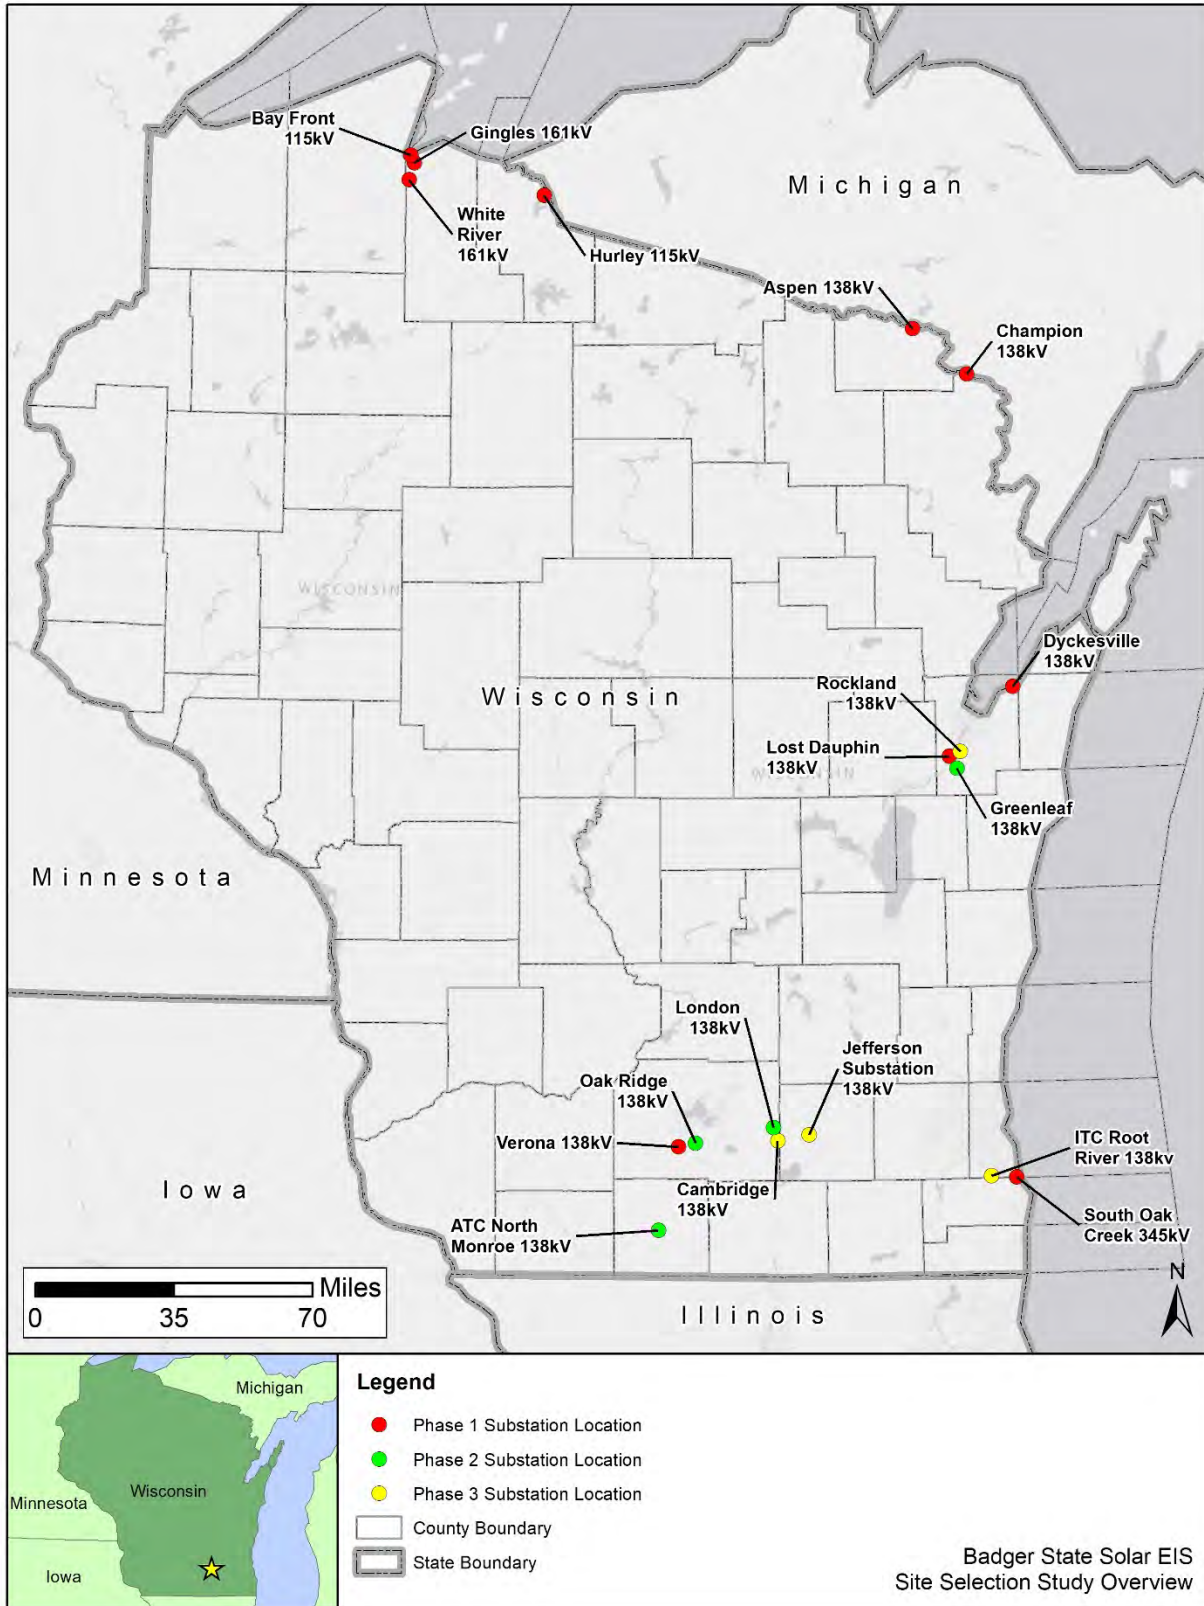 Bay Front
115kV
Gingles 161kV
Michigan
White
River
161kV
Hurley 115kV
Aspen 138kV
Champion
138kV
WISCONSIN
Dyckesville
138kV
Rockland
138kV
Wisconsin
Lost Dauphin
138kV
WISCONSIN
Greenleaf
138kV
Minnesota
London
138kV
Jefferson
Substation
138kV
Oak Ridge
138kV
Verona 138kV
ITC Root
River 138kv
Iowa
Cambridge
138kV
ATC North
Monroe 138kV
South Oak
Creek 345kV
Miles
0 35 70
N
Illinois
Michigan
Wisconsin
Minnesota
Iowa
Legend
Phase 1 Substation Location
Phase 2 Substation Location
Phase 3 Substation Location
County Boundary
State Boundary
Badger State Solar EIS
Site Selection Study Overview